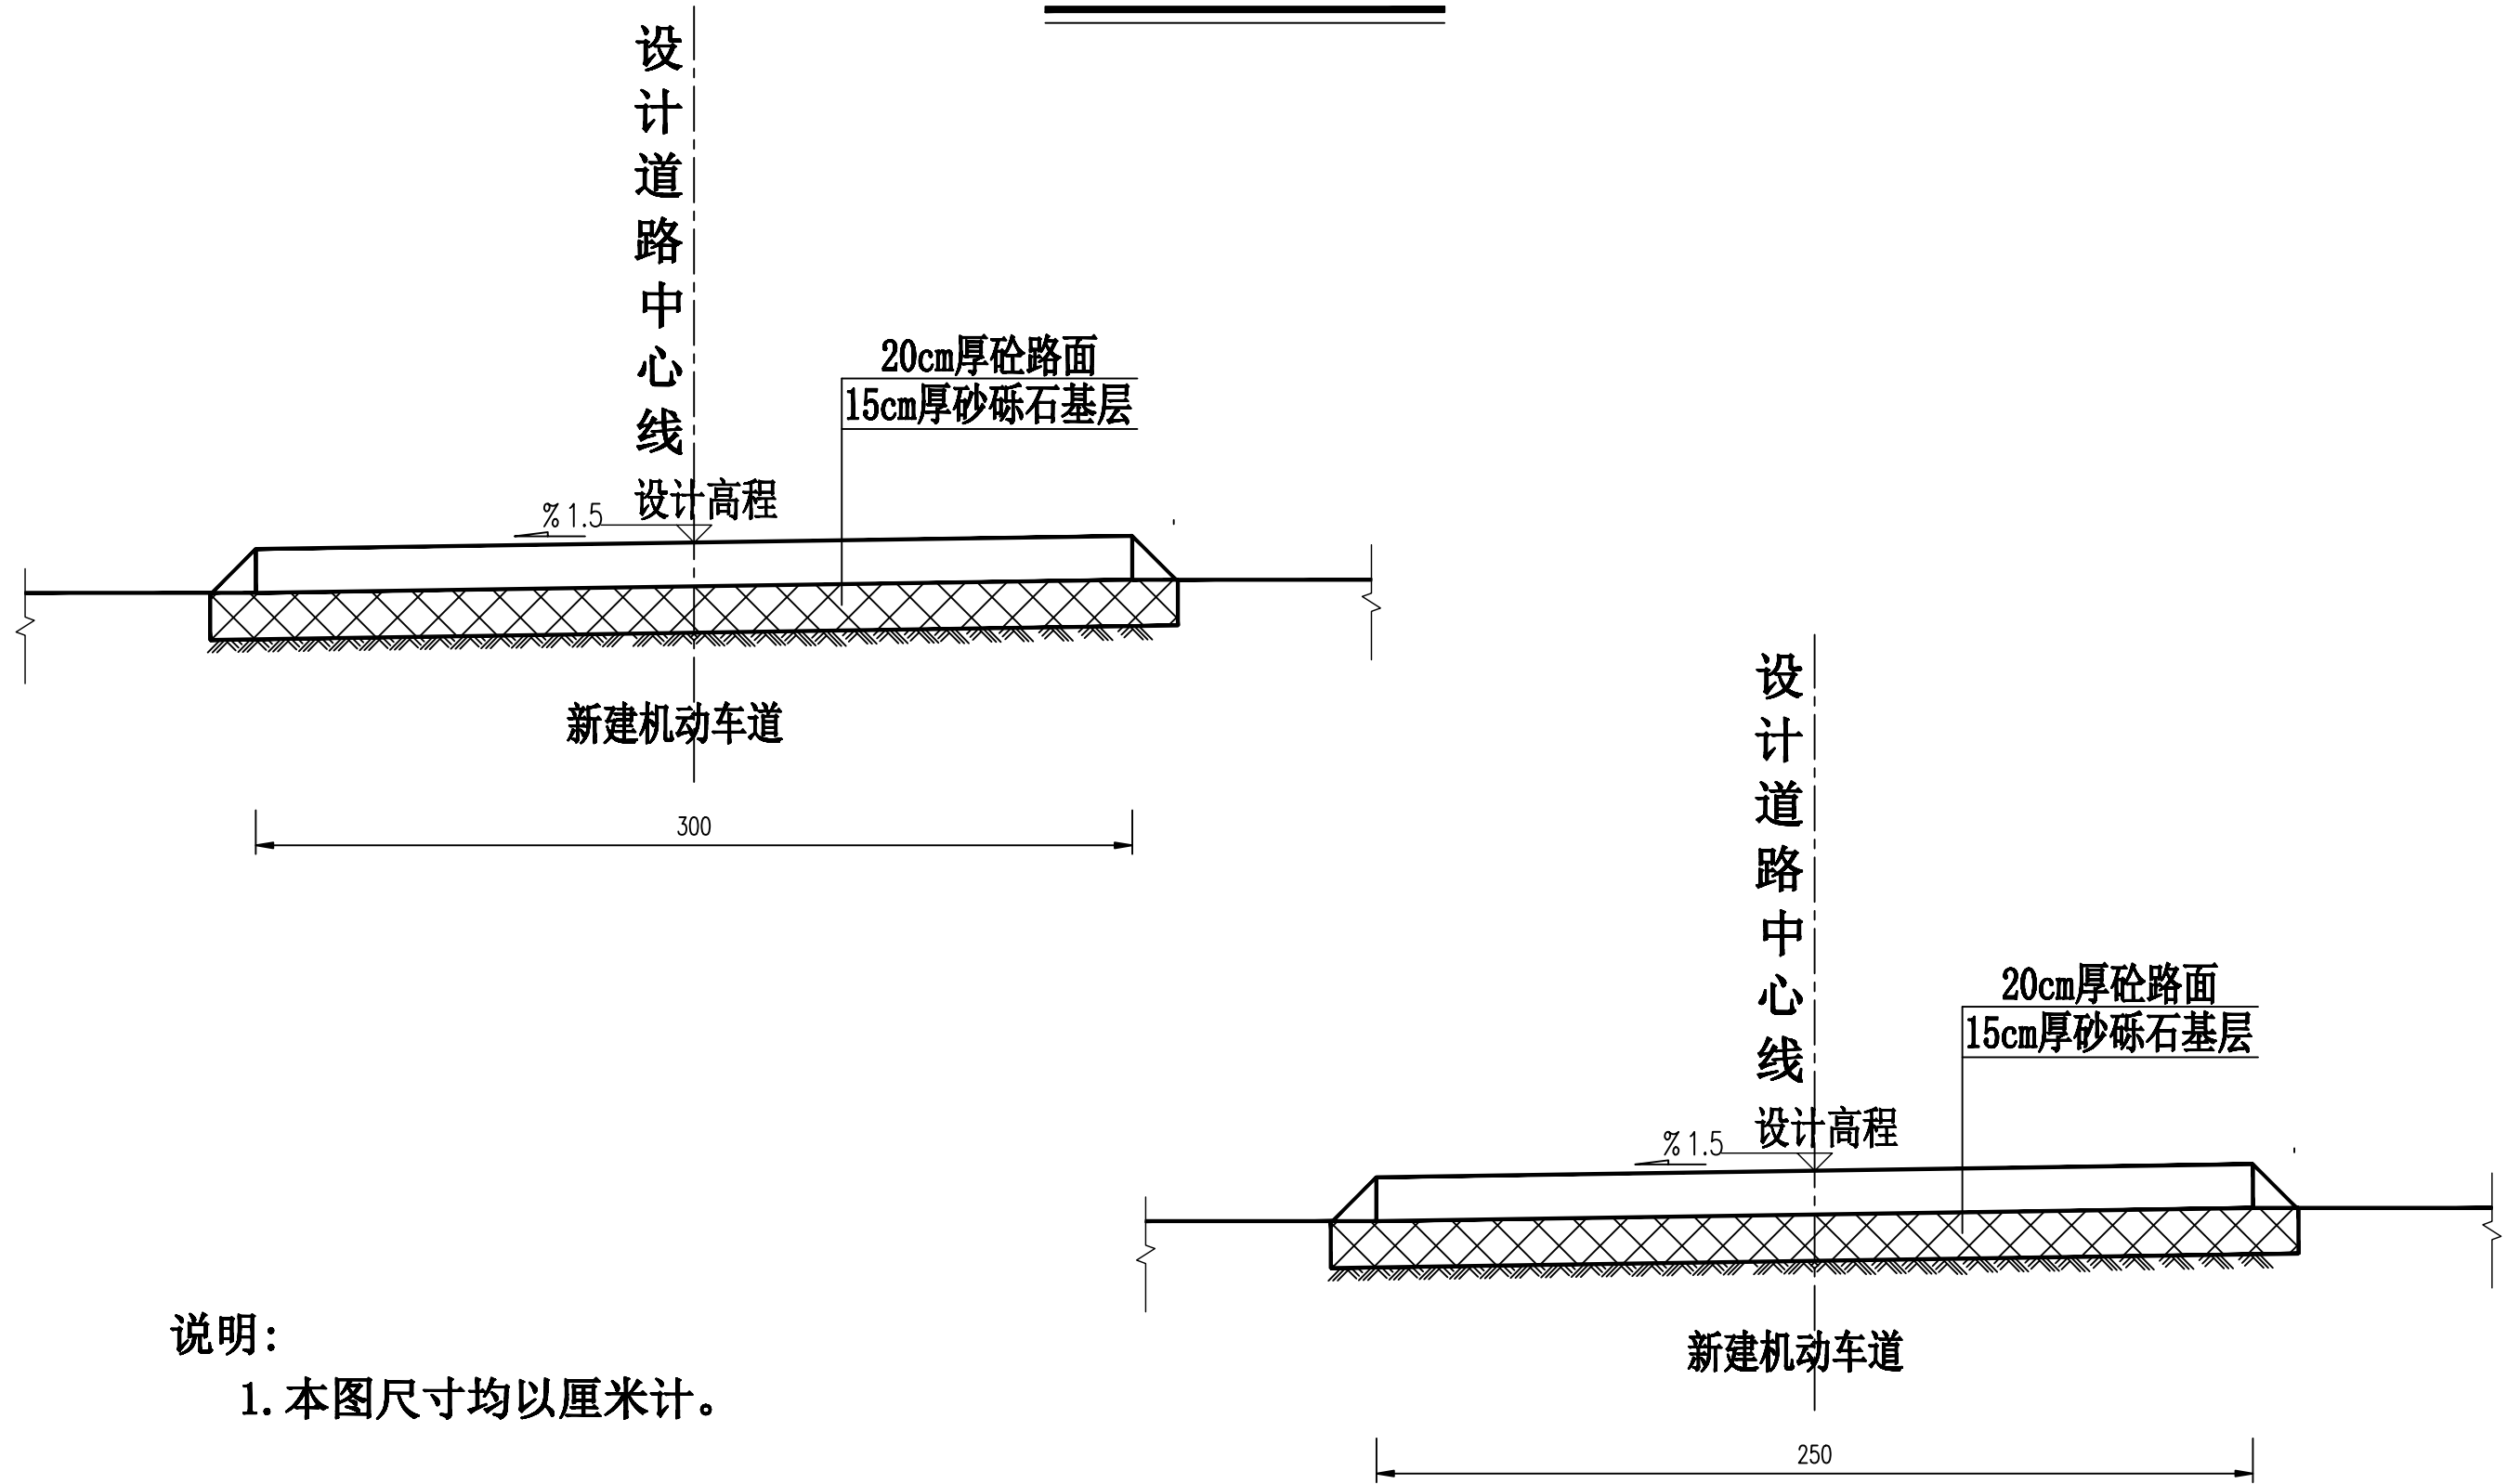 设计道路中心线
20cm厚砼路面
15cm厚砂砾石基层
设计高程
% 1.5
新建机动车道
300
设计道路中心线
20cm厚砼路面
15cm厚砂砾石基层
设计高程
% 1.5
新建机动车道
250
说明：
1.本图尺寸均以厘米计。